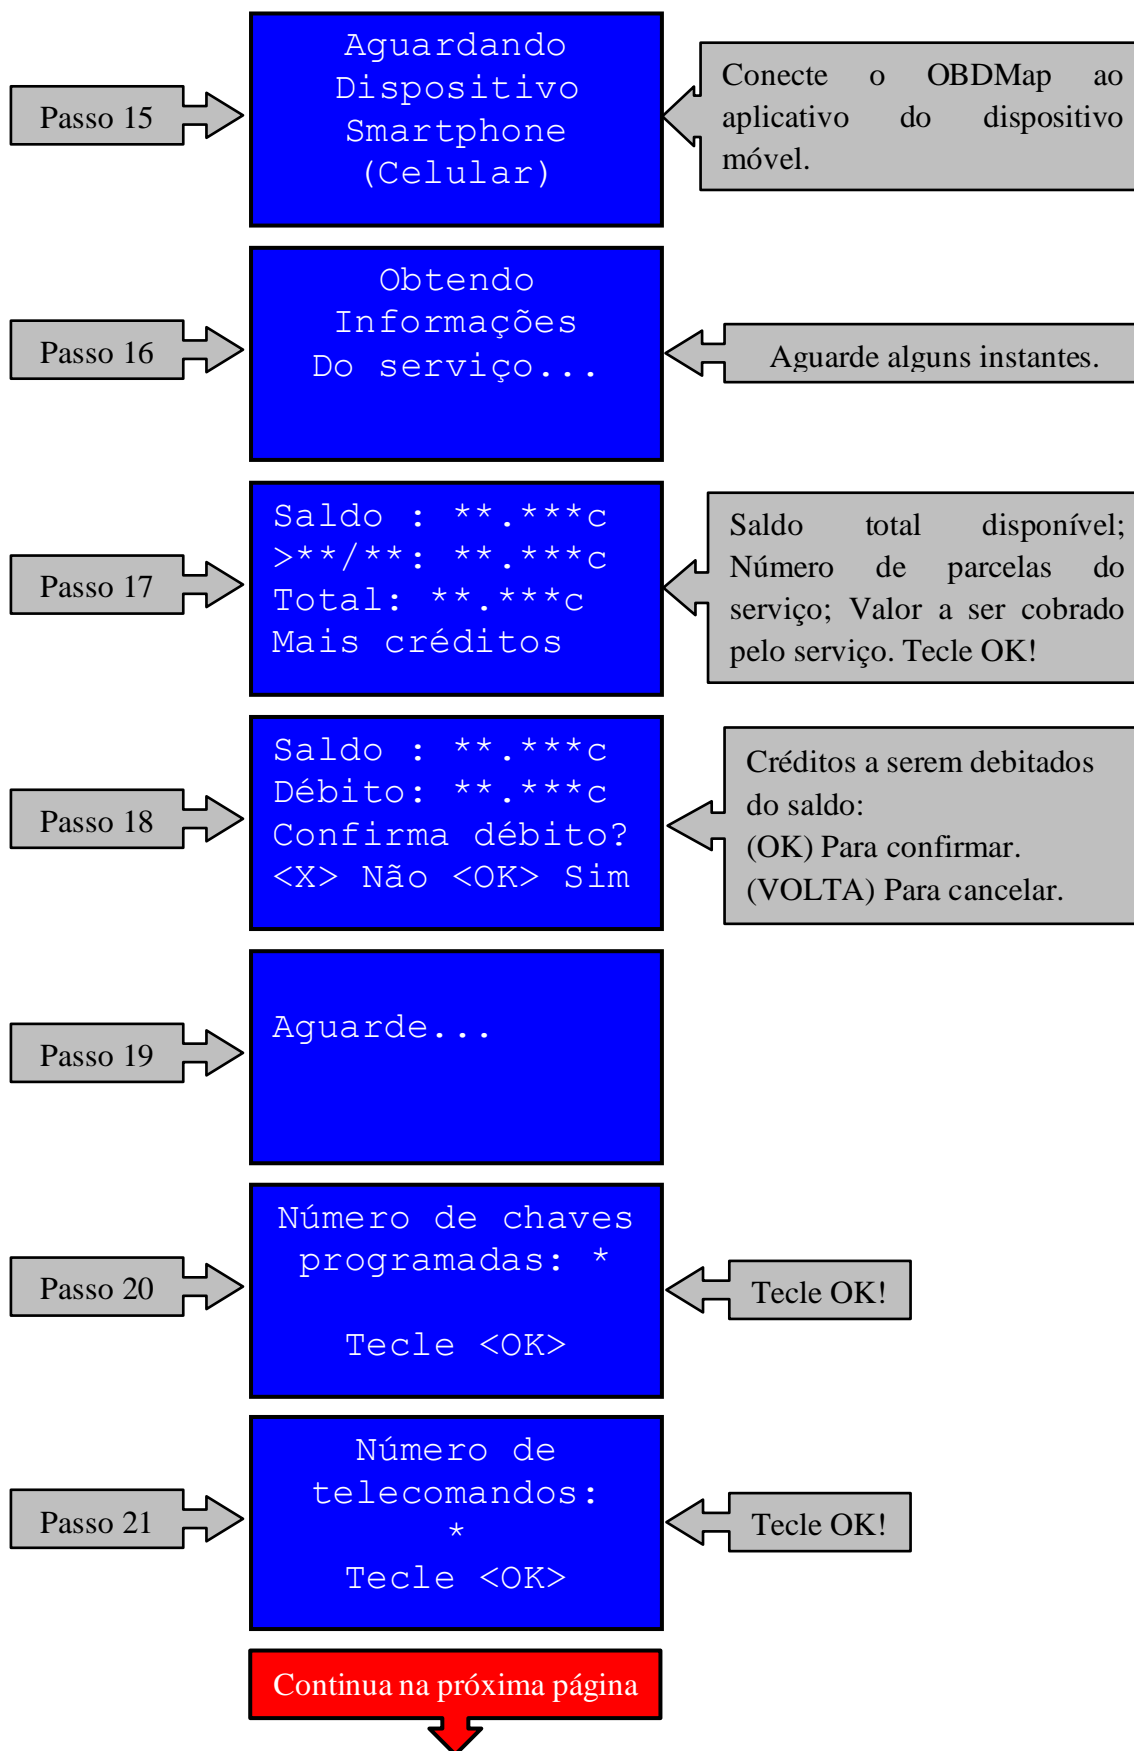 Passo 15
Aguardando
Dispositivo
Smartphone
(Celular)
Conecte o OBDMap ao
aplicativo do dispositivo
móvel.
Passo 16
Obtendo
Informações
Do serviço...
Aguarde alguns instantes.
Passo 17
Saldo : **.***c
>**/**: **.***c
Total: **.***c
Mais créditos
Saldo total disponível;
Número de parcelas do
serviço; Valor a ser cobrado
pelo serviço. Tecle OK!
Passo 18
Saldo : **.***c
Débito: **.***c
Confirma débito?
<X> Não <OK> Sim
Créditos a serem debitados
do saldo:
(OK) Para confirmar.
(VOLTA) Para cancelar.
Passo 19
Aguarde...
Passo 20
Número de chaves
programadas: *
Tecle <OK>
Tecle OK!
Passo 21
Número de
telecomandos:
*
Tecle <OK>
Tecle OK!
Continua na próxima página